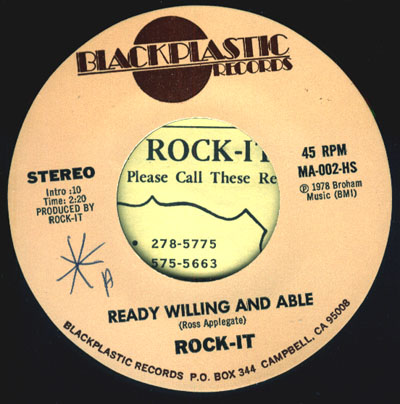 BLACKPLASTIC
RECORDS
STEREO
Intro :10
Time: 2:20
PRODUCED BY
ROCK-IT
45 RPM
MA-002-HS
℗ 1978 Broham
Music (BMI)
ROCK-IT
Please Call These Re
278-5775
575-5663
A
READY WILLING AND ABLE
(Ross Applegate)
ROCK-IT
BLACKPLASTIC RECORDS P.O. BOX 344 CAMPBELL, CA 95008